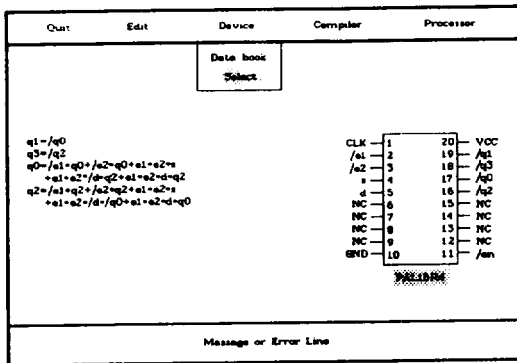 Quit Edit Device Compiler Processor
Data book
Select
q1=/q0
q3=/q2
q0=/e1*q0+/e2*q0+e1*e2*s
+e1*e2*/d*q2+e1*e2*d*q2
q2=/e1*q2+/e2*q2+e1*e2*s
+e1*e2*/d*/q0+e1*e2*d*q0
CLK 1 20 VCC
/e1 2 19 /q1
/e2 3 18 /q3
s 4 17 /q0
d 5 16 /q2
NC 6 15 NC
NC 7 14 NC
NC 8 13 NC
NC 9 12 NC
GND 10 11 /en
Message or Error Line